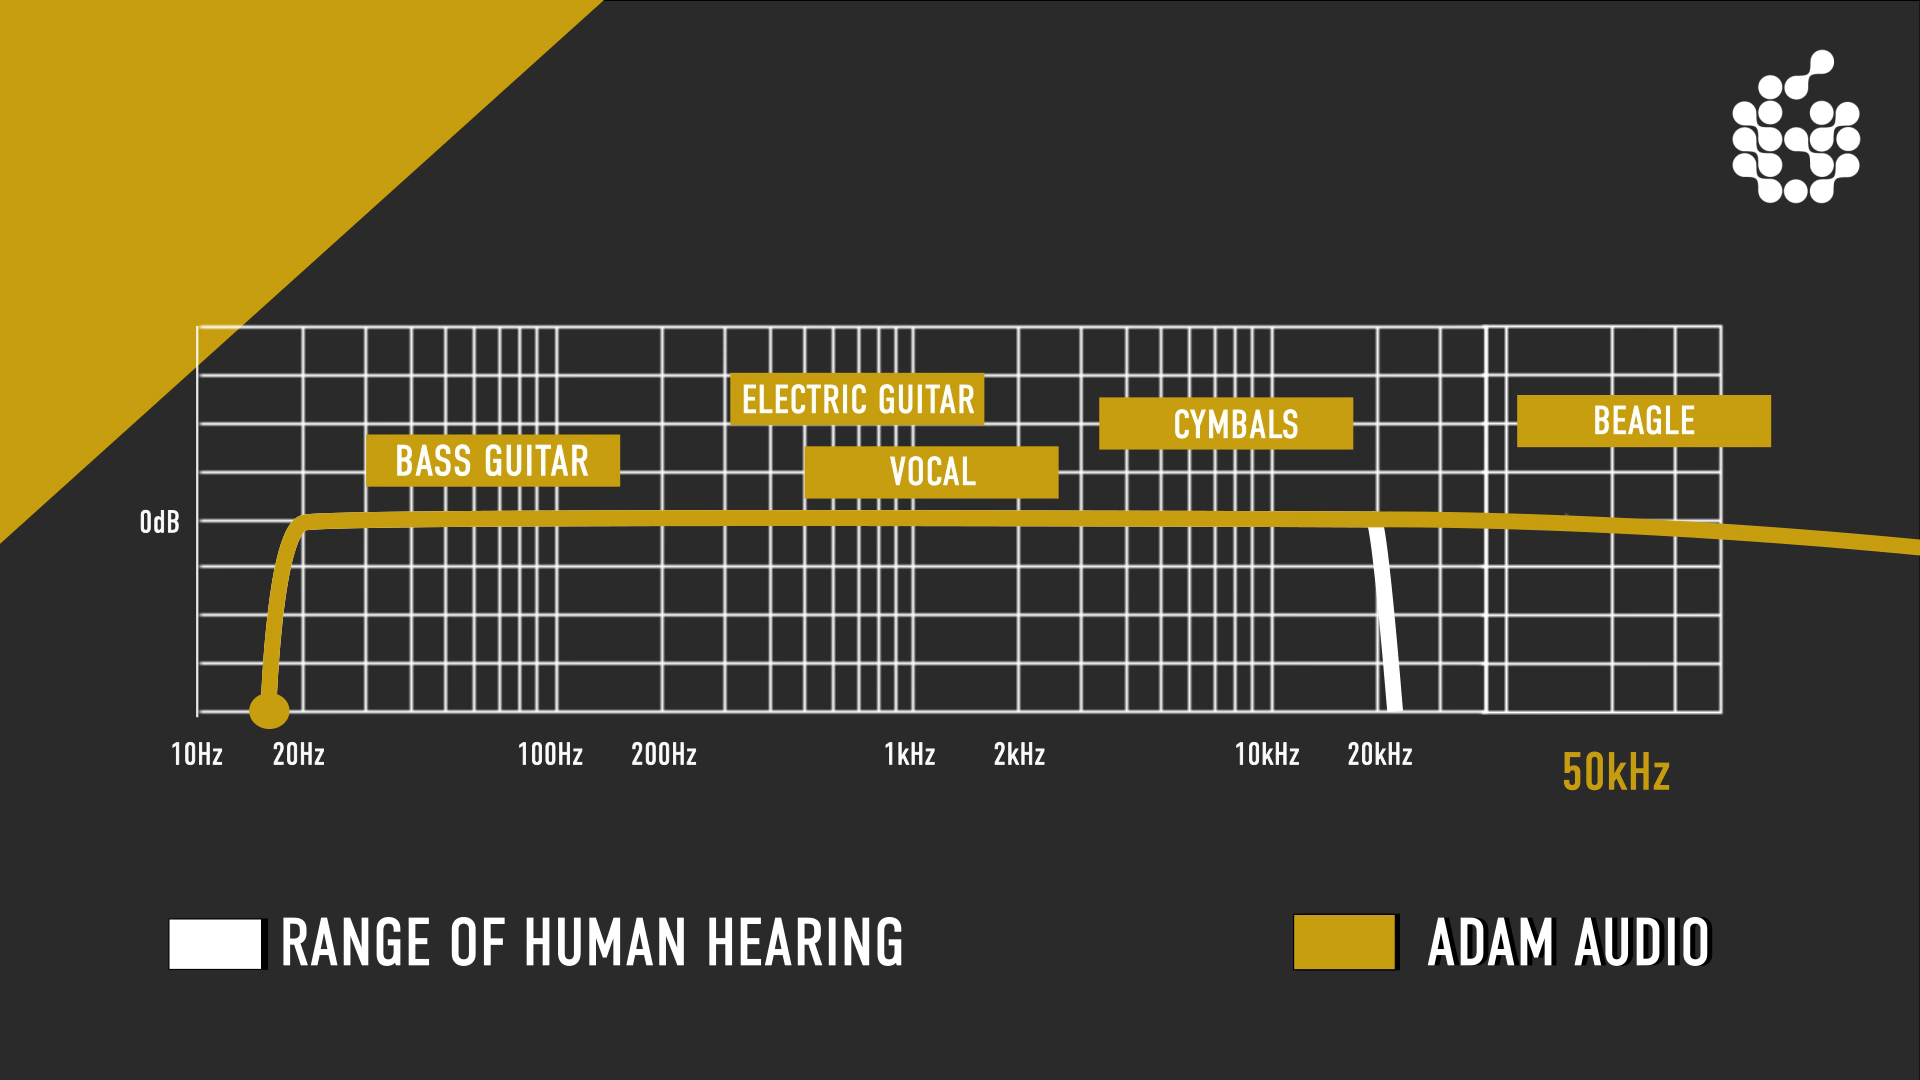 ELECTRIC GUITAR
BEAGLE
CYMBALS
BASS GUITAR
VOCAL
0dB
10Hz 20Hz 100Hz 200Hz 1kHz 2kHz 10kHz 20kHz 50kHz
RANGE OF HUMAN HEARING
ADAM AUDIO